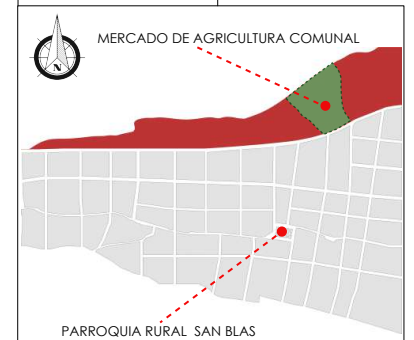 MERCADO DE AGRICULTURA COMUNAL
N
PARROQUIA RURAL SAN BLAS